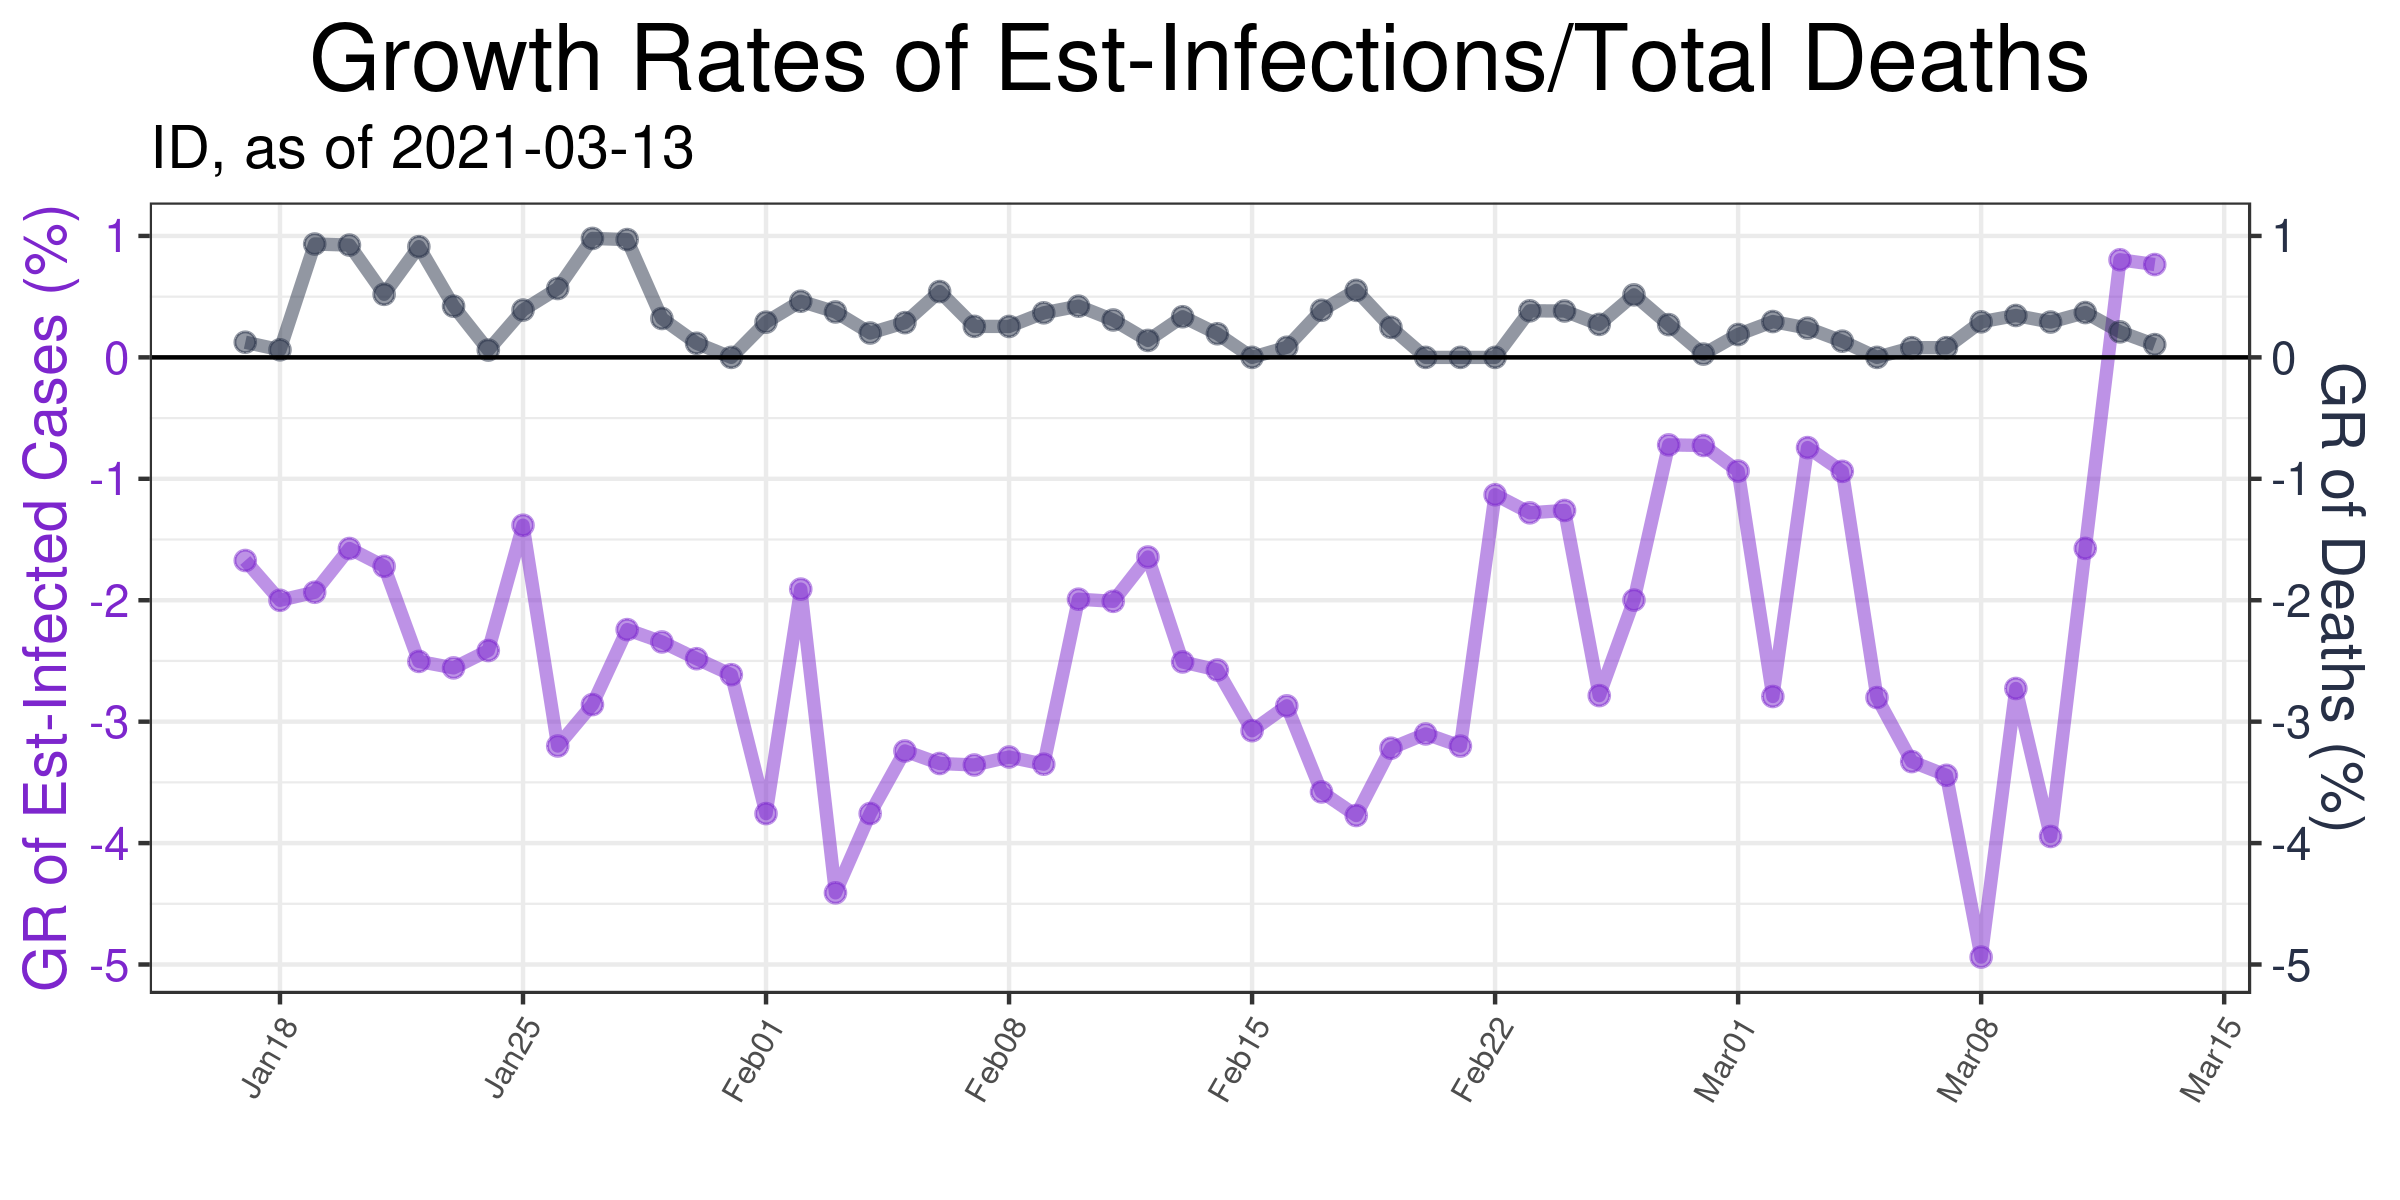 Growth Rates of Est-Infections/Total Deaths
ID, as of 2021-03-13
GR of Est-Infected Cases (%)
1
0
-1
-2
-3
-4
-5
1
0
-1
-2
-3
-4
-5
GR of Deaths (%)
Jan18
Jan25
Feb01
Feb08
Feb15
Feb22
Mar01
Mar08
Mar15